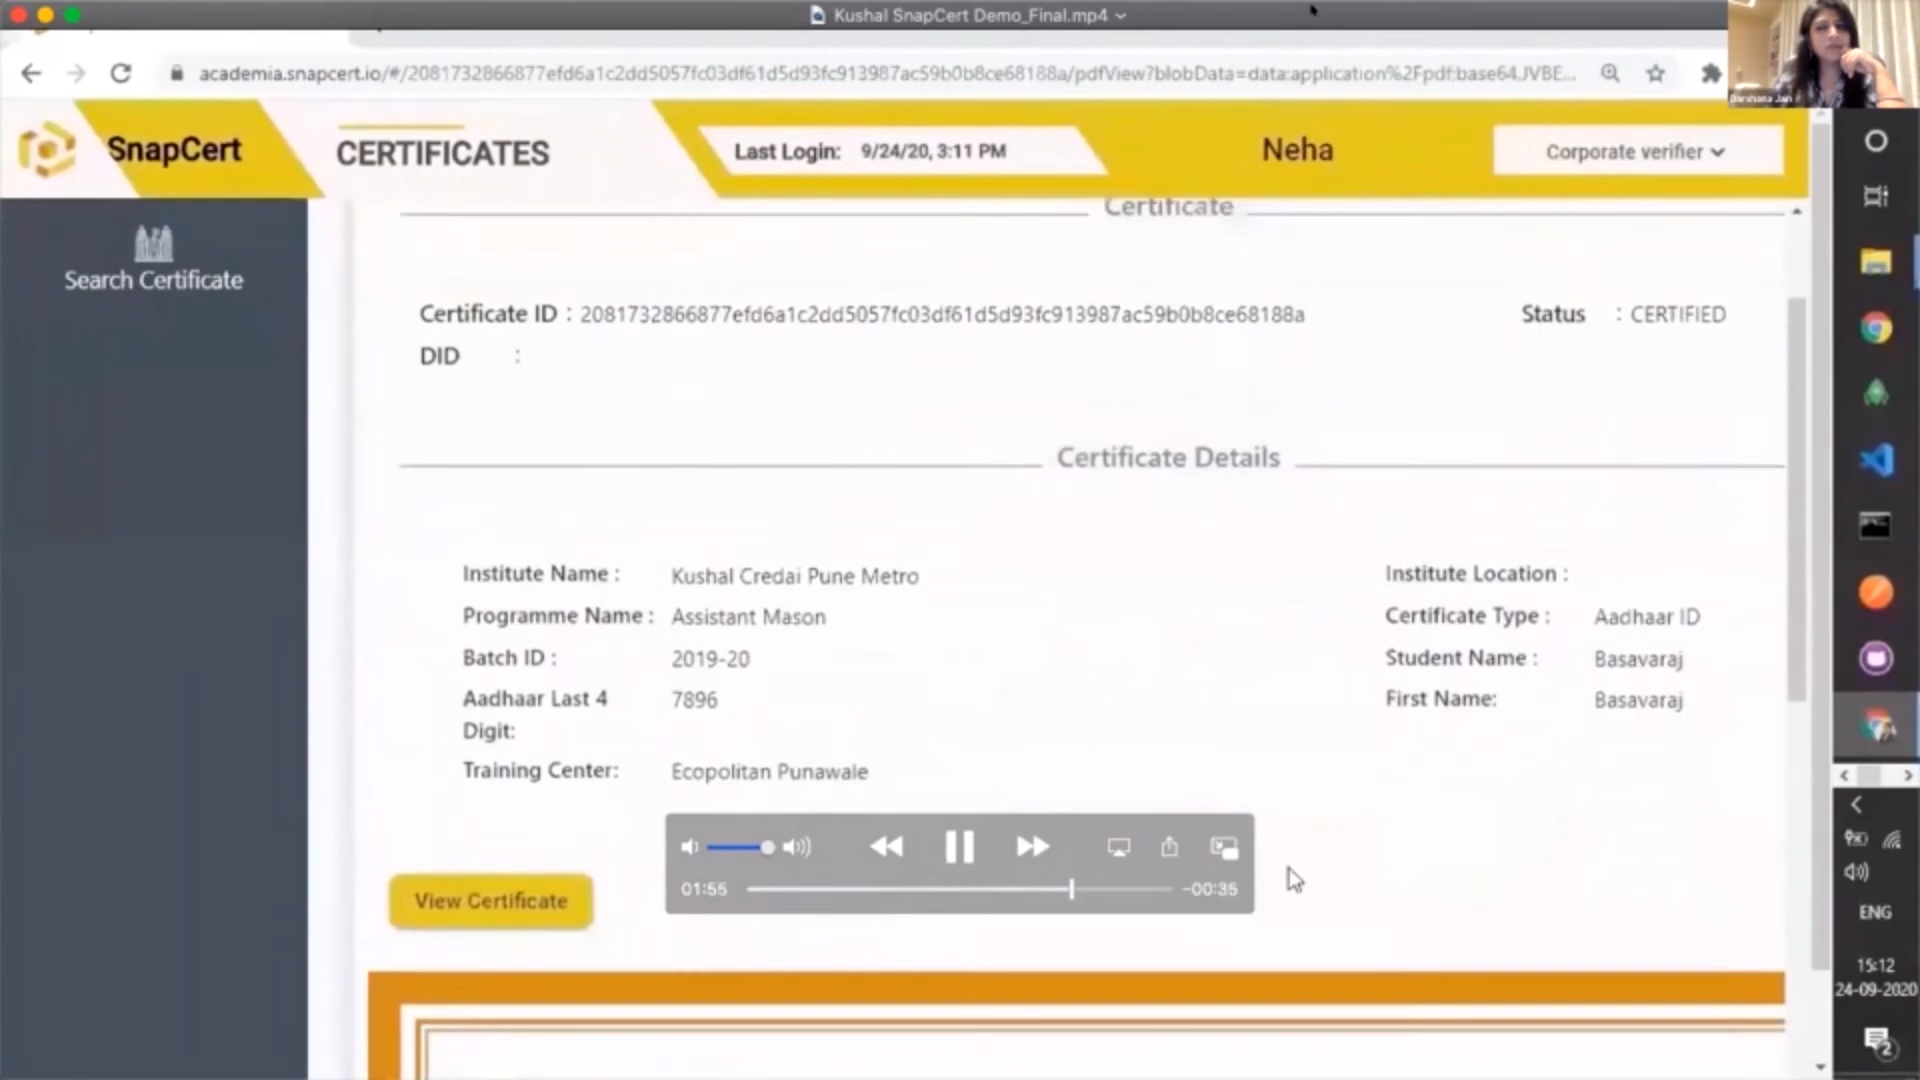 Kushal SnapCert Demo_Final.mp4
academia.snapcert.io/#/2081732866877efd6a1c2dd5057fc03df61d5d93fc913987ac59b0b8ce68188a/pdfView?blobData=data:application%2Fpdf;base64,JVBE...
Darshana Jain
SnapCert
CERTIFICATES
Last Login: 9/24/20, 3:11 PM
Neha
Corporate verifier
Search Certificate
Certificate
Certificate ID : 2081732866877efd6a1c2dd5057fc03df61d5d93fc913987ac59b0b8ce68188a
Status : CERTIFIED
DID :
Certificate Details
Institute Name : Kushal Credai Pune Metro
Institute Location :
Programme Name : Assistant Mason
Certificate Type : Aadhaar ID
Batch ID : 2019-20
Student Name : Basavaraj
Aadhaar Last 4 Digit: 7896
First Name: Basavaraj
Training Center: Ecopolitan Punawale
01:55
-00:35
View Certificate
ENG
15:12
24-09-2020
2